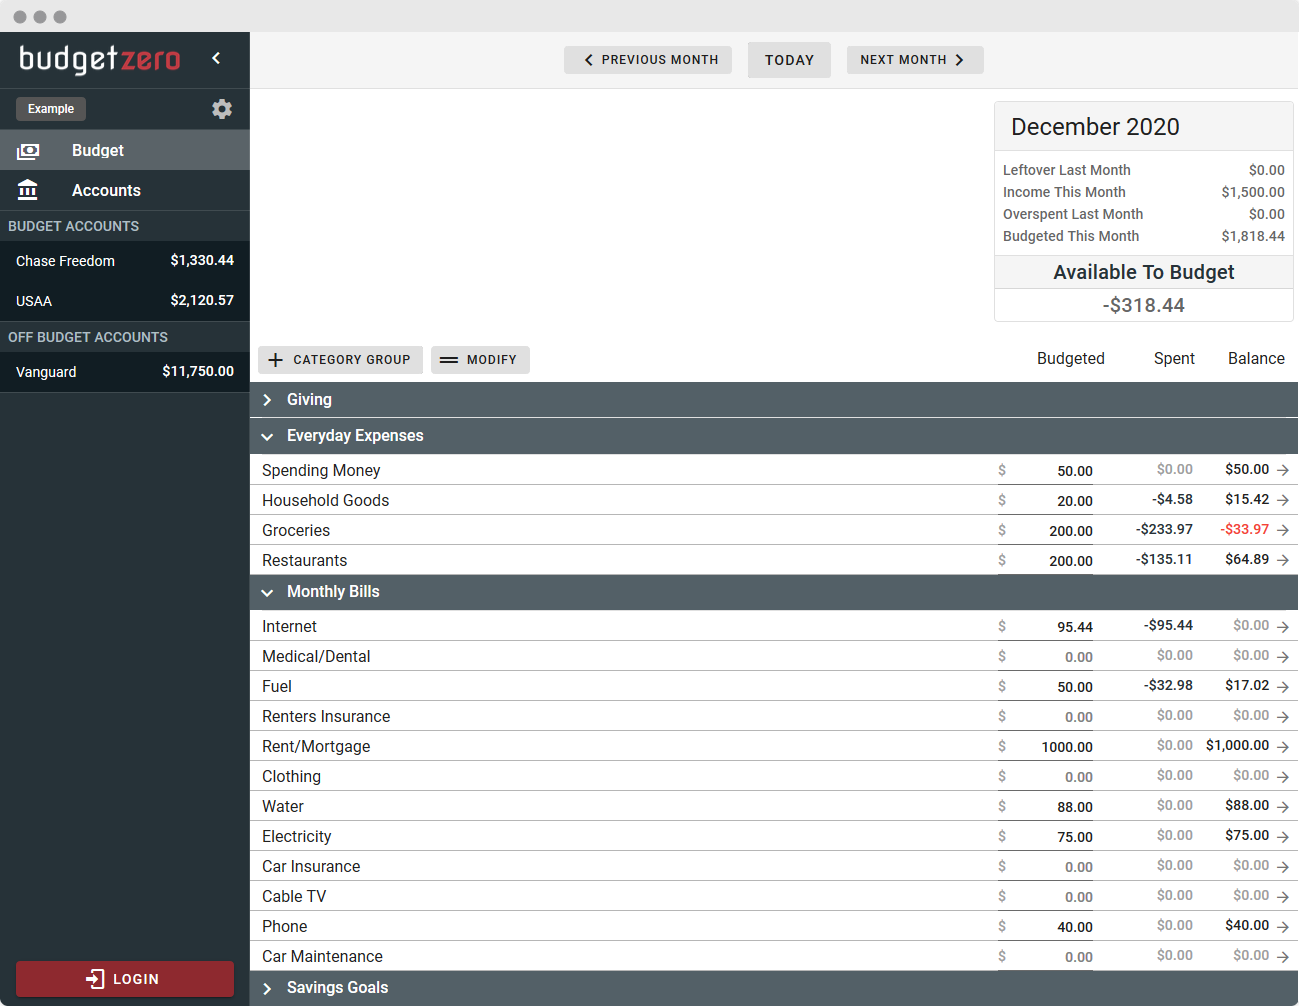 budgetzero
Example
Budget
Accounts
BUDGET ACCOUNTS
Chase Freedom $1,330.44
USAA $2,120.57
OFF BUDGET ACCOUNTS
Vanguard $11,750.00
LOGIN
PREVIOUS MONTH TODAY NEXT MONTH
December 2020
Leftover Last Month $0.00
Income This Month $1,500.00
Overspent Last Month $0.00
Budgeted This Month $1,818.44
Available To Budget
-$318.44
CATEGORY GROUP MODIFY Budgeted Spent Balance
Giving
Everyday Expenses
Spending Money $ 50.00 $0.00 $50.00
Household Goods $ 20.00 -$4.58 $15.42
Groceries $ 200.00 -$233.97 -$33.97
Restaurants $ 200.00 -$135.11 $64.89
Monthly Bills
Internet $ 95.44 -$95.44 $0.00
Medical/Dental $ 0.00 $0.00 $0.00
Fuel $ 50.00 -$32.98 $17.02
Renters Insurance $ 0.00 $0.00 $0.00
Rent/Mortgage $ 1000.00 $0.00 $1,000.00
Clothing $ 0.00 $0.00 $0.00
Water $ 88.00 $0.00 $88.00
Electricity $ 75.00 $0.00 $75.00
Car Insurance $ 0.00 $0.00 $0.00
Cable TV $ 0.00 $0.00 $0.00
Phone $ 40.00 $0.00 $40.00
Car Maintenance $ 0.00 $0.00 $0.00
Savings Goals